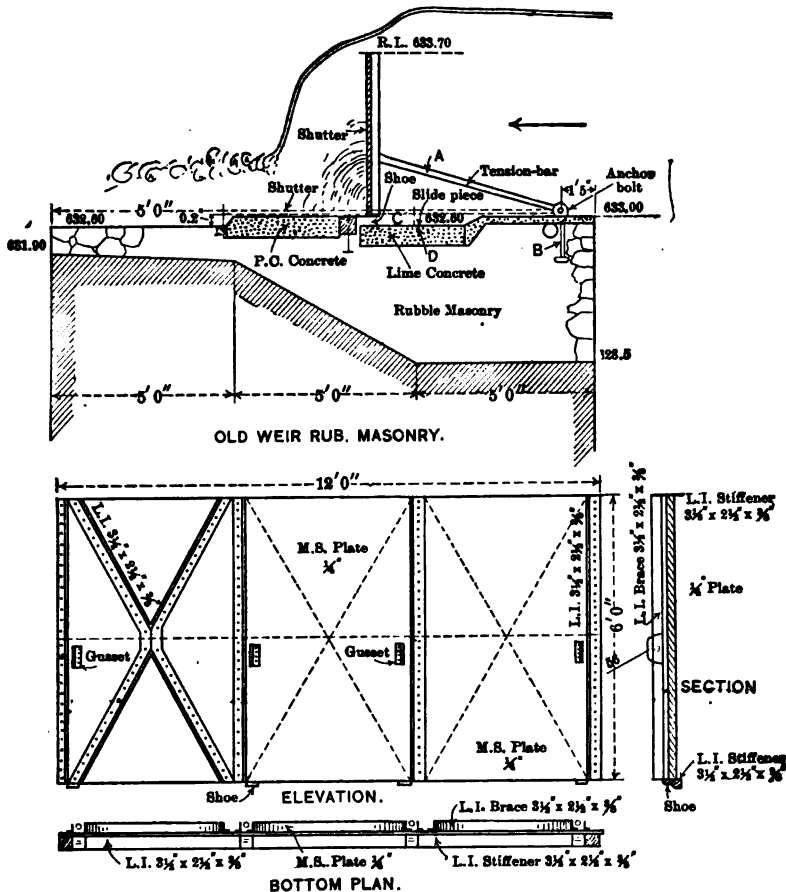 R.L. 633.70
Shutter
A
Tension-bar
Shoe
Slide piece
1'5"
Anchor
bolt
Shutter
5'0"
0.2
C
632.60
633.00
632.60
631.90
D
B
P.C. Concrete
Lime Concrete
Rubble Masonry
126.5
5'0" 5'0" 5'0"
OLD WEIR RUB. MASONRY.
12'0"
L.I. 3½" x 2½" x ⅜"
M.S. Plate
¼"
L.I. 3½" x 2½" x ⅜"
6'0"
L.I. Brace 3½" x 2½" x ⅜"
L.I. Stiffener
3½" x 2½" x ⅜"
¼" Plate
Gusset
Gusset
SECTION
M.S. Plate
¼"
L.I. Stiffener
3½" x 2½" x ⅜"
Shoe
Shoe
ELEVATION.
L.I. Brace 3½" x 2½" x ⅜"
L.I. 3½" x 2½" x ⅜"
M.S. Plate ¼"
L.I. Stiffener 3½" x 2½" x ⅜"
BOTTOM PLAN.